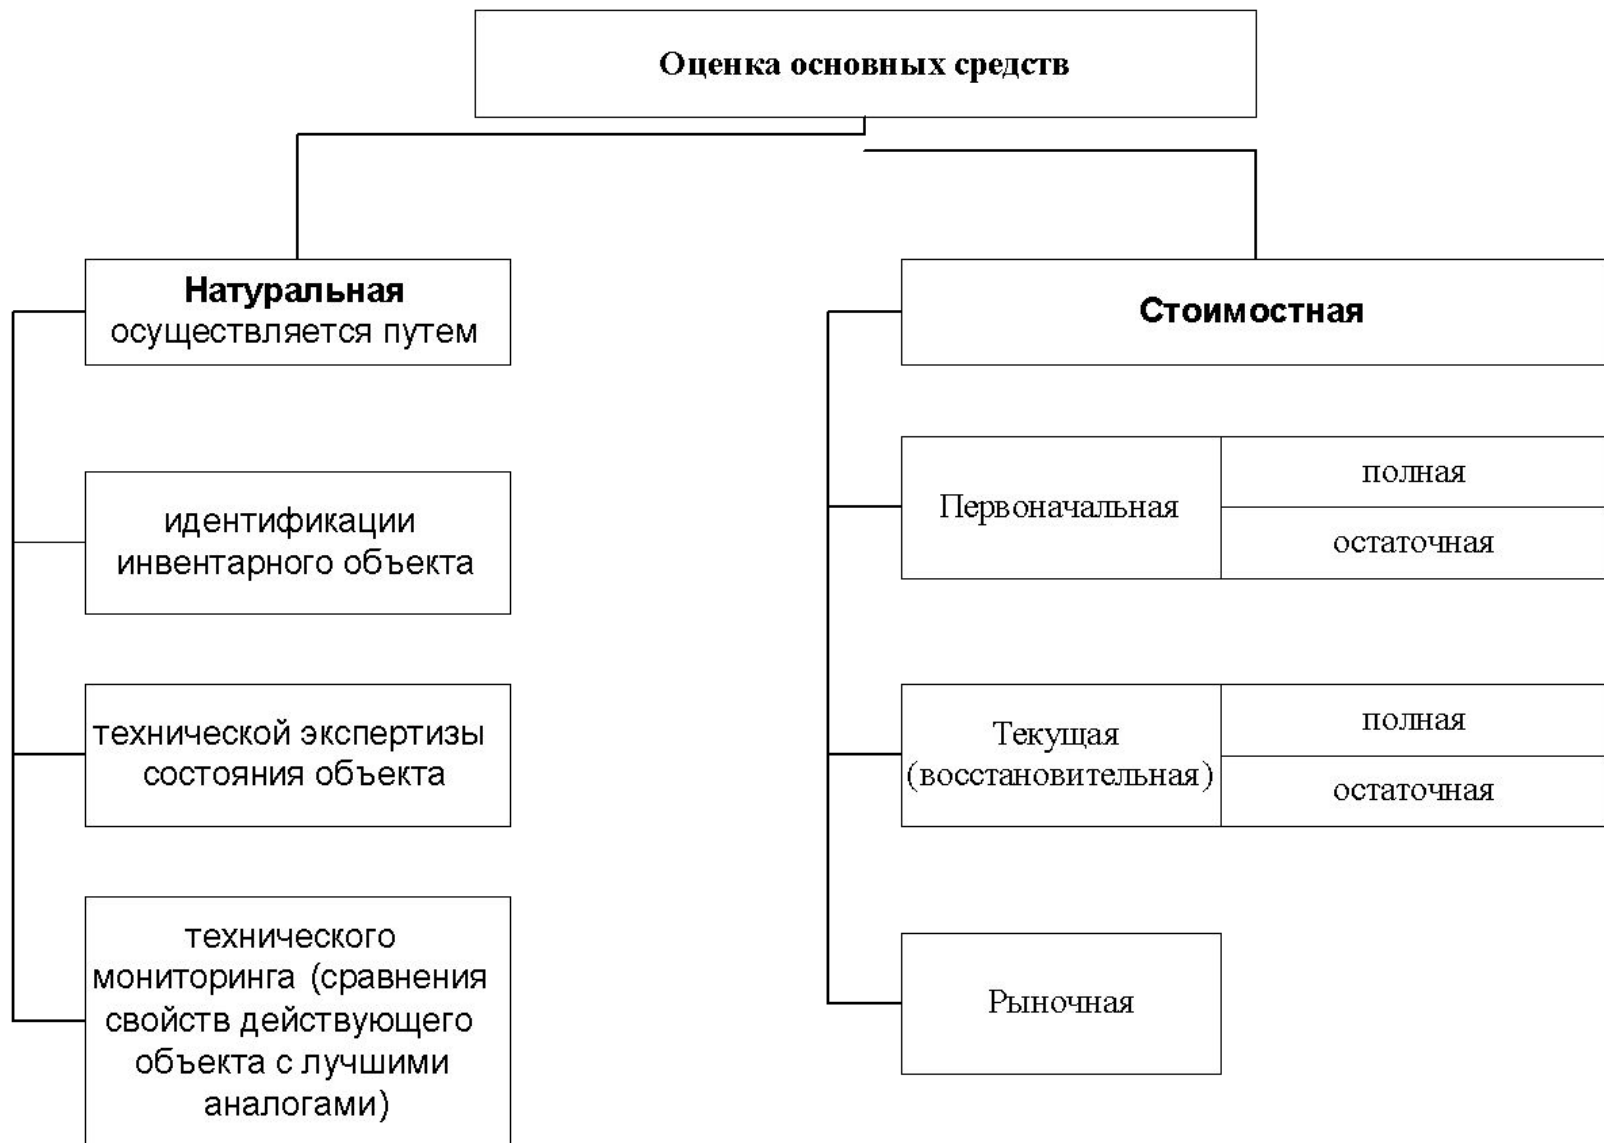 Оценка основных средств
Натуральная
осуществляется путем
идентификации
инвентарного объекта
технической экспертизы
состояния объекта
технического
мониторинга (сравнения
свойств действующего
объекта с лучшими
аналогами)
Стоимостная
Первоначальная
полная
остаточная
Текущая
(восстановительная)
полная
остаточная
Рыночная